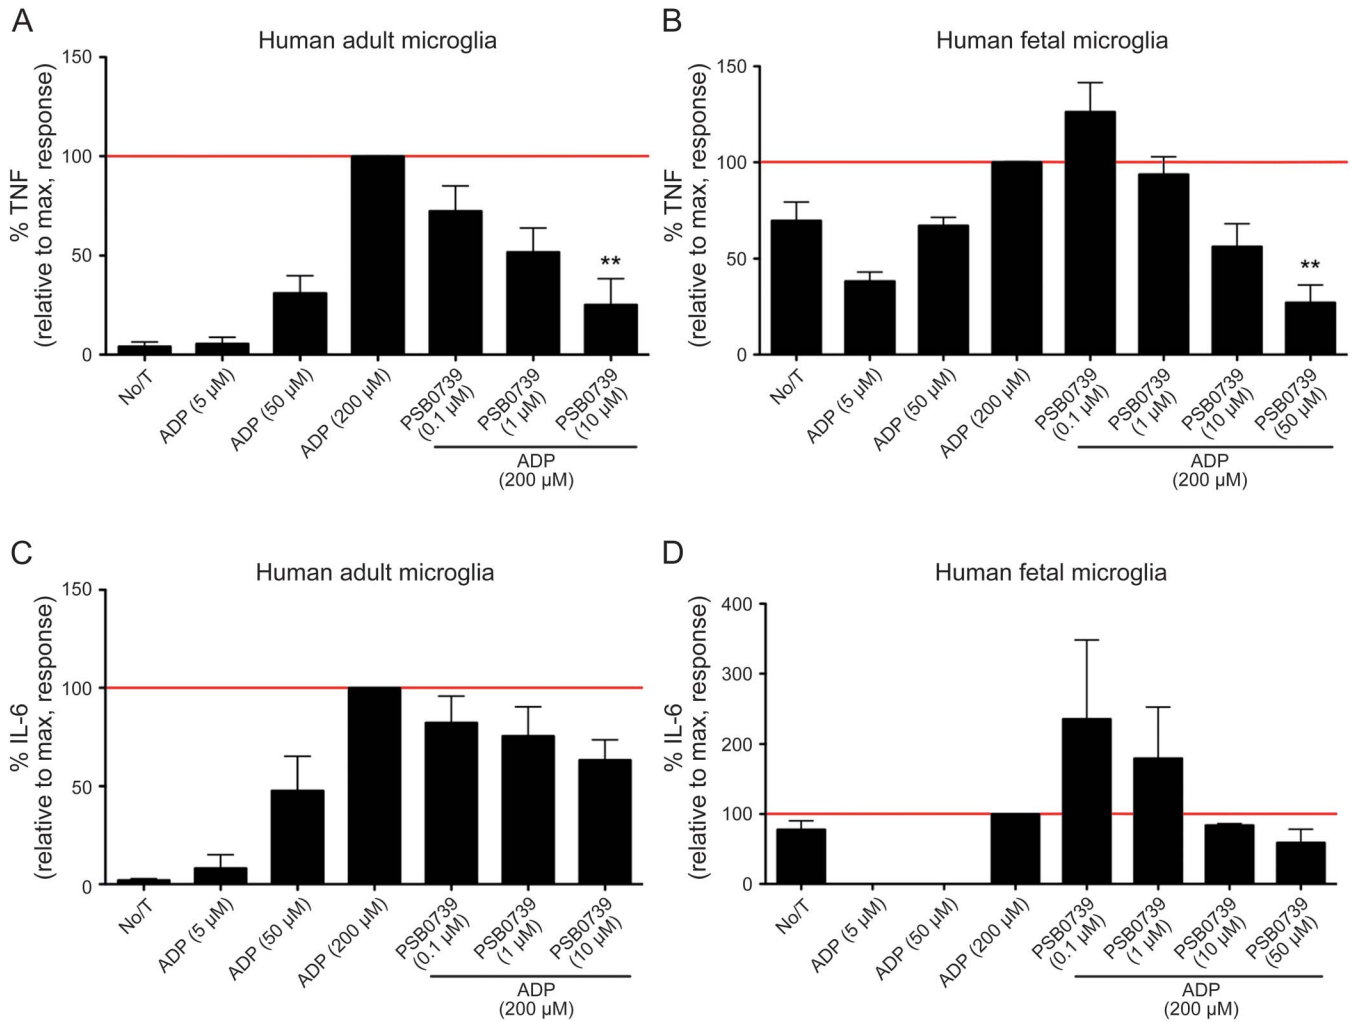 A
Human adult microglia
% TNF
(relative to max, response)
150
100
50
0
No/T
ADP (5 µM)
ADP (50 µM)
ADP (200 µM)
PSB0739
(0.1 µM)
PSB0739
(1 µM)
PSB0739
(10 µM)
**
ADP
(200 µM)
B
Human fetal microglia
% TNF
(relative to max, response)
150
100
50
0
No/T
ADP (5 µM)
ADP (50 µM)
ADP (200 µM)
PSB0739
(0.1 µM)
PSB0739
(1 µM)
PSB0739
(10 µM)
PSB0739
(50 µM)
**
ADP
(200 µM)
C
Human adult microglia
% IL-6
(relative to max, response)
150
100
50
0
No/T
ADP (5 µM)
ADP (50 µM)
ADP (200 µM)
PSB0739
(0.1 µM)
PSB0739
(1 µM)
PSB0739
(10 µM)
ADP
(200 µM)
D
Human fetal microglia
% IL-6
(relative to max, response)
400
300
200
100
0
No/T
ADP (5 µM)
ADP (50 µM)
ADP (200 µM)
PSB0739
(0.1 µM)
PSB0739
(1 µM)
PSB0739
(10 µM)
PSB0739
(50 µM)
ADP
(200 µM)